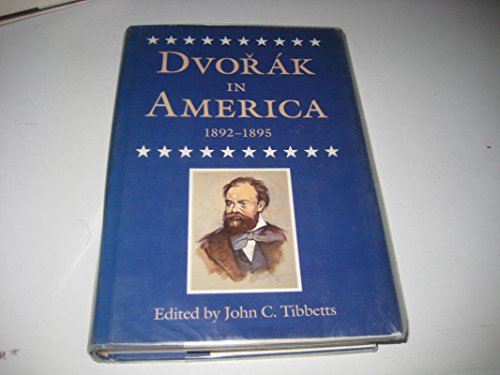 DVOŘÁK
IN
AMERICA
1892–1895
Edited by John C. Tibbetts